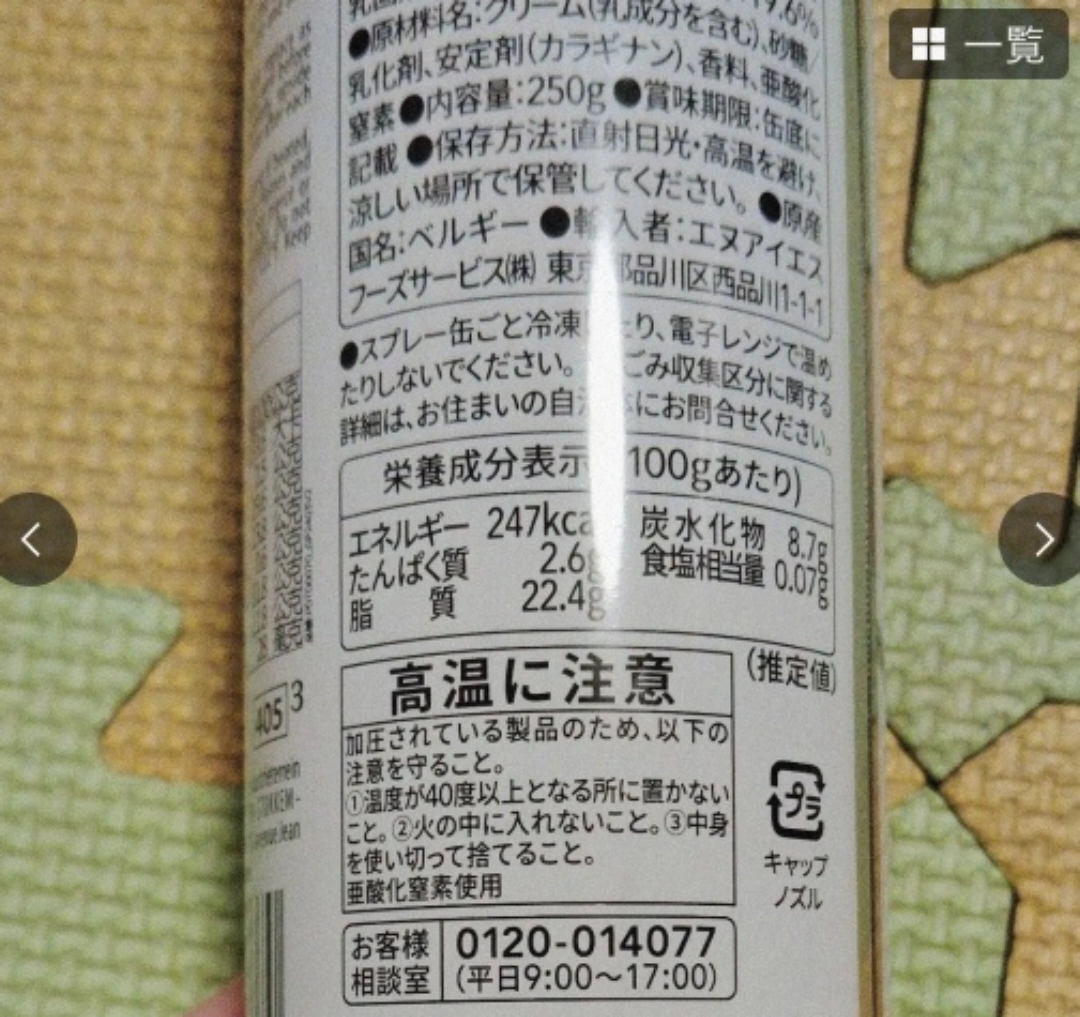 一覧
9.6%
●原材料名:クリーム(乳成分を含む)、砂糖/
乳化剤、安定剤(カラギナン)、香料、亜酸化
窒素 ●内容量:250g ●賞味期限:缶底に
記載 ●保存方法:直射日光・高温を避け、
涼しい場所で保管してください。 ●原産
国名:ベルギー ●輸入者:エヌアイエス
フーズサービス㈱ 東京都品川区西品川1-1-1
●スプレー缶ごと冷凍したり、電子レンジで温め
たりしないでください。 ごみ収集区分に関する
詳細は、お住まいの自治体にお問合せください。
栄養成分表示 100gあたり)
エネルギー 247kcal 炭水化物 8.7g
たんぱく質 2.6g 食塩相当量 0.07g
脂質 22.4g
(推定値)
高温に注意
加圧されている製品のため、以下の
注意を守ること。
①温度が40度以上となる所に置かない
こと。②火の中に入れないこと。③中身
を使い切って捨てること。
亜酸化窒素使用
プラ
キャップ
ノズル
お客様
相談室
0120-014077
(平日9:00〜17:00)
405
3